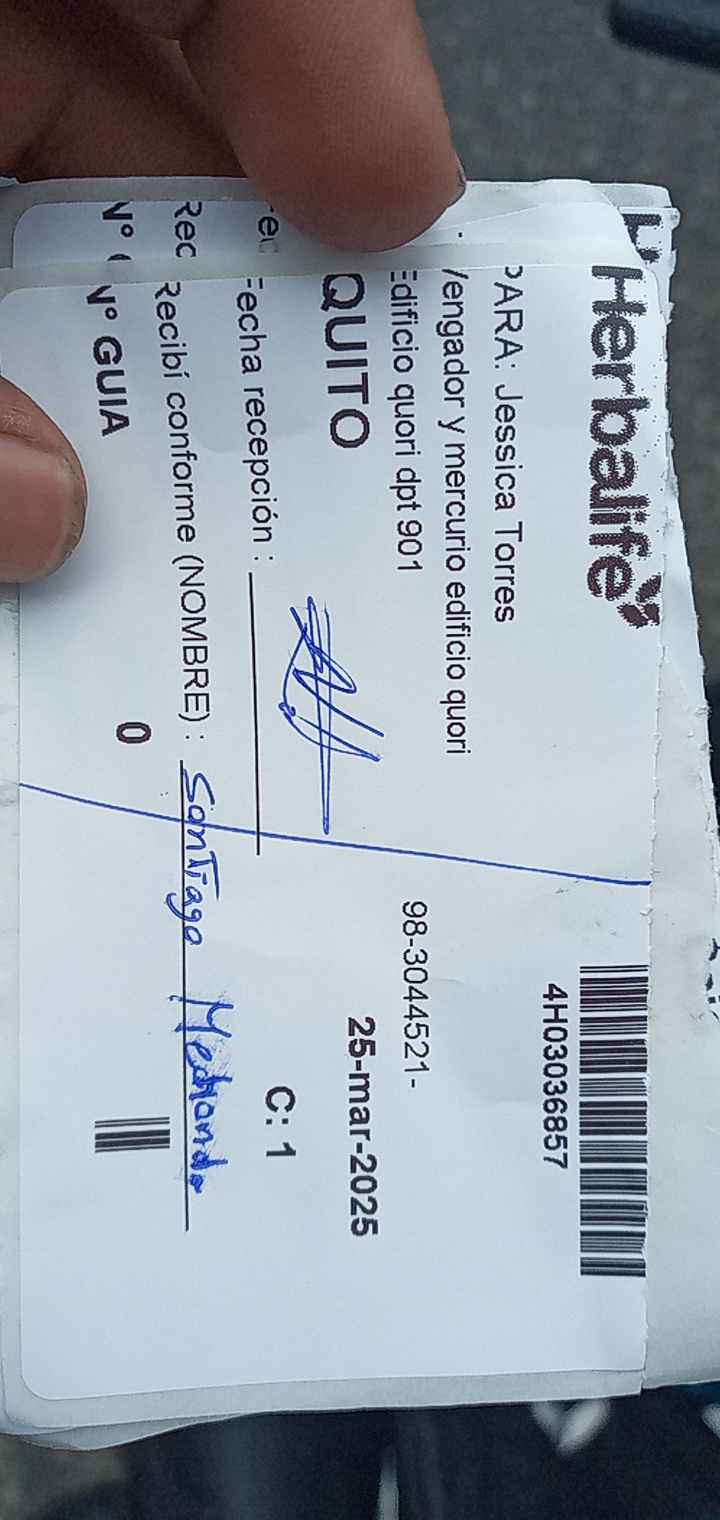 Herbalife
4H03036857
PARA: Jessica Torres
Vengador y mercurio edificio quori
Edificio quori dpt 901
98-3044521-
QUITO
25-mar-2025
Fecha recepción :
C: 1
Recibí conforme (NOMBRE) : Santiago
N° GUIA
0
Rec
N°